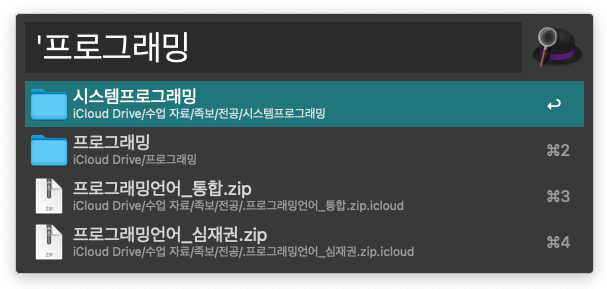 '프로그래밍
시스템프로그래밍
iCloud Drive/수업 자료/족보/전공/시스템프로그래밍
↩
프로그래밍
iCloud Drive/프로그래밍
⌘2
프로그래밍언어_통합.zip
iCloud Drive/수업 자료/족보/전공/.프로그래밍언어_통합.zip.icloud
⌘3
ZIP
프로그래밍언어_심재권.zip
iCloud Drive/수업 자료/족보/전공/.프로그래밍언어_심재권.zip.icloud
⌘4
ZIP